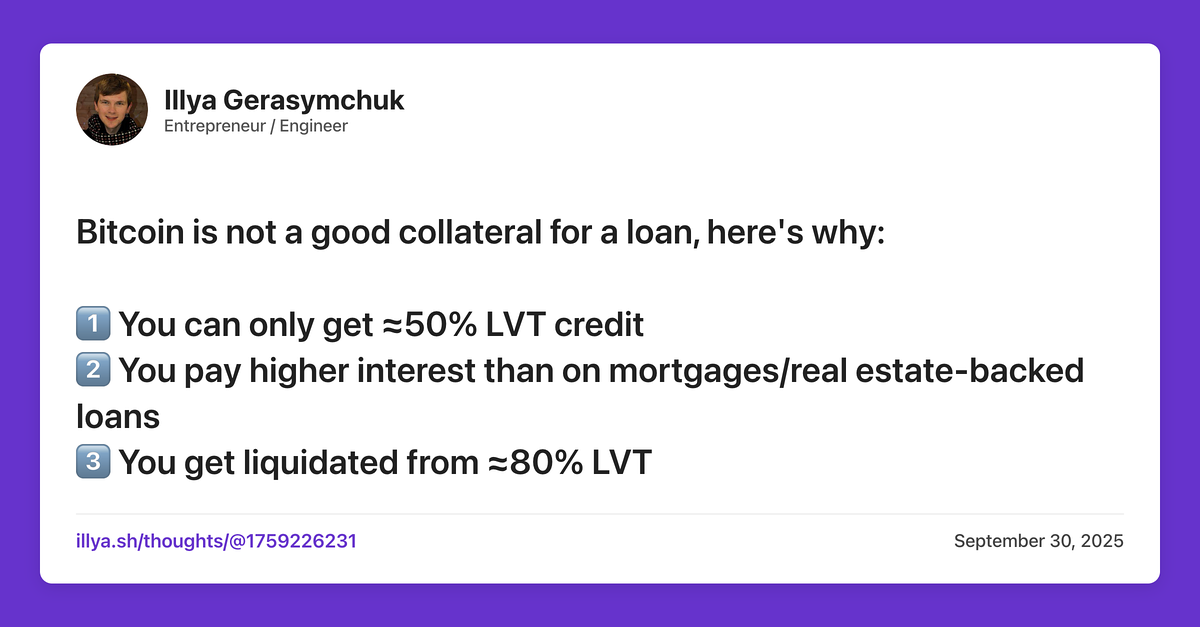 Illya Gerasymchuk
Entrepreneur / Engineer
Bitcoin is not a good collateral for a loan, here's why:
1️⃣ You can only get ≈50% LVT credit
2️⃣ You pay higher interest than on mortgages/real estate-backed
loans
3️⃣ You get liquidated from ≈80% LVT
illya.sh/thoughts/@1759226231
September 30, 2025